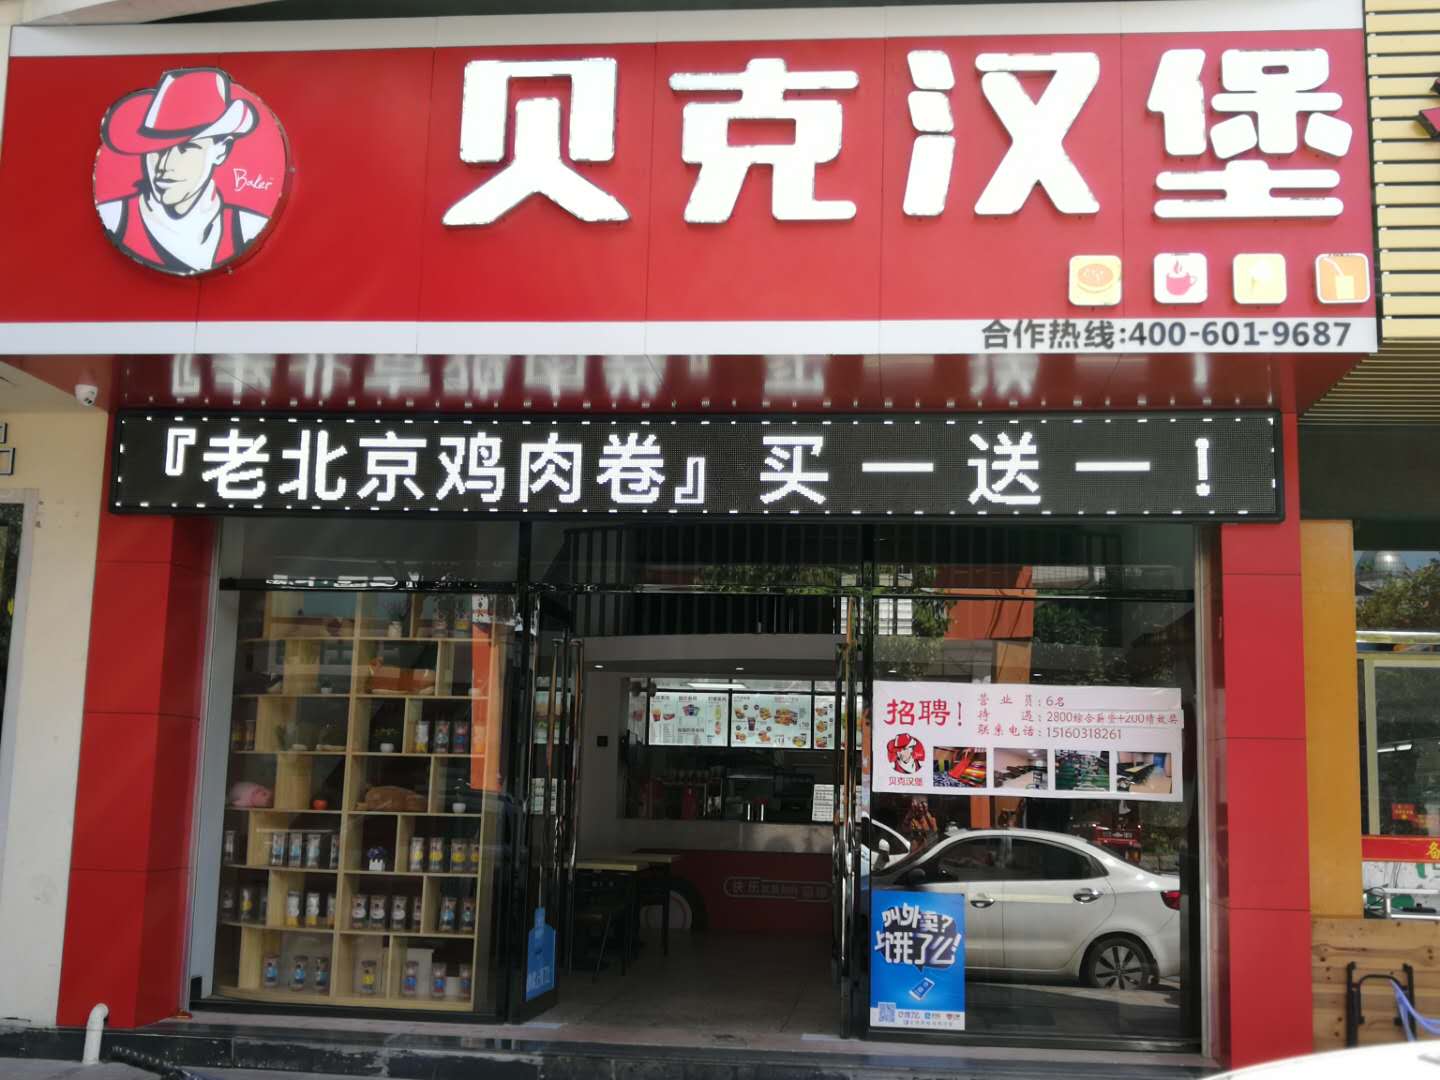 贝克汉堡
Baker
合作热线:400-601-9687
『老北京鸡肉卷』买一送一!
招聘!
营业员:6名
待遇:2800综合薪资+200绩效奖
联系电话:15160318261
贝克汉堡
叫外卖?
饿了么!